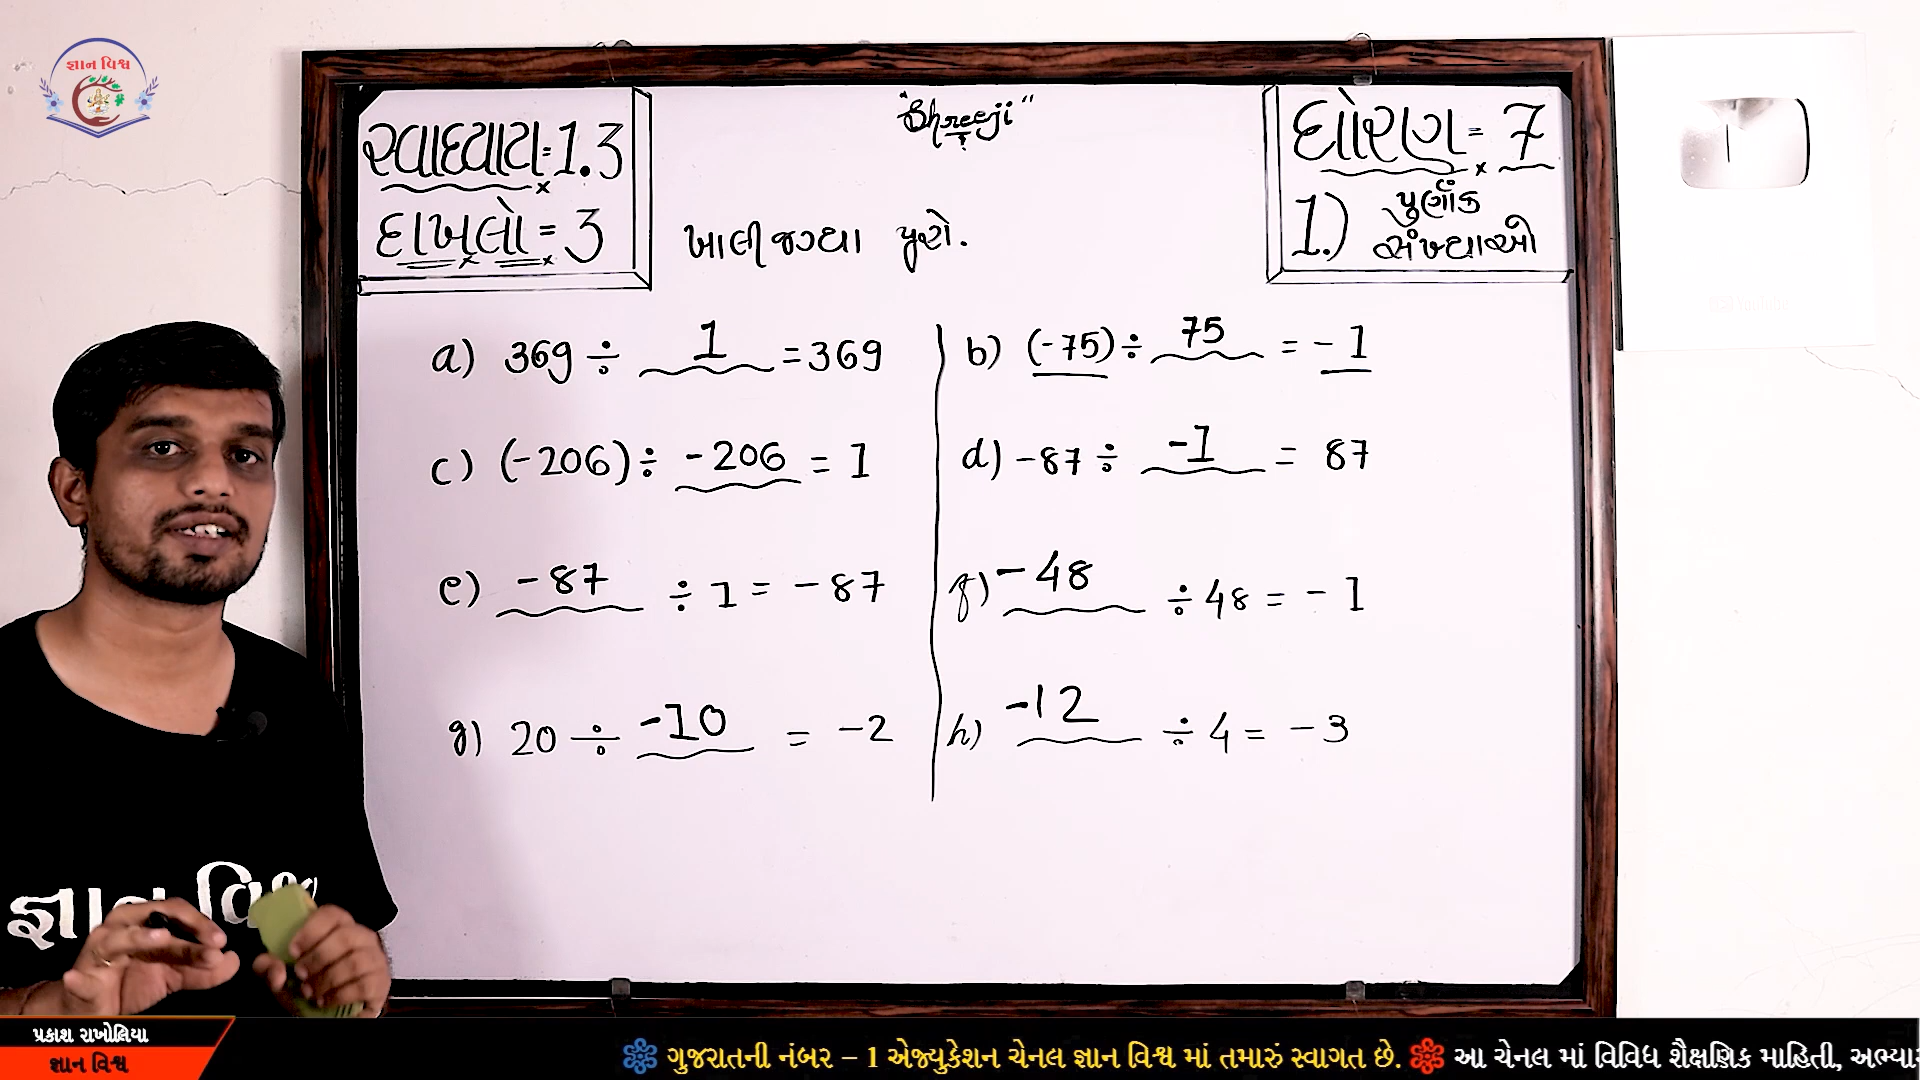 જ્ઞાન વિશ્વ
સ્વાધ્યાય = 1.3
દાખલો = 3
"Shreeji"
ખાલી જગ્યા પૂરો.
ધોરણ = 7
1.) પુર્ણાંક
સંખ્યાઓ
a) 369 ÷ 1 = 369
b) (-75) ÷ 75 = -1
c) (-206) ÷ -206 = 1
d) -87 ÷ -1 = 87
e) -87 ÷ 1 = -87
f) -48 ÷ 48 = -1
g) 20 ÷ -10 = -2
h) -12 ÷ 4 = -3
જ્ઞાન વિશ્વ
પ્રકાશ રાખોલિયા
જ્ઞાન વિશ્વ
ગુજરાતની નંબર – 1 એજ્યુકેશન ચેનલ જ્ઞાન વિશ્વ માં તમારું સ્વાગત છે. આ ચેનલ માં વિવિધ શૈક્ષણિક માહિતી,